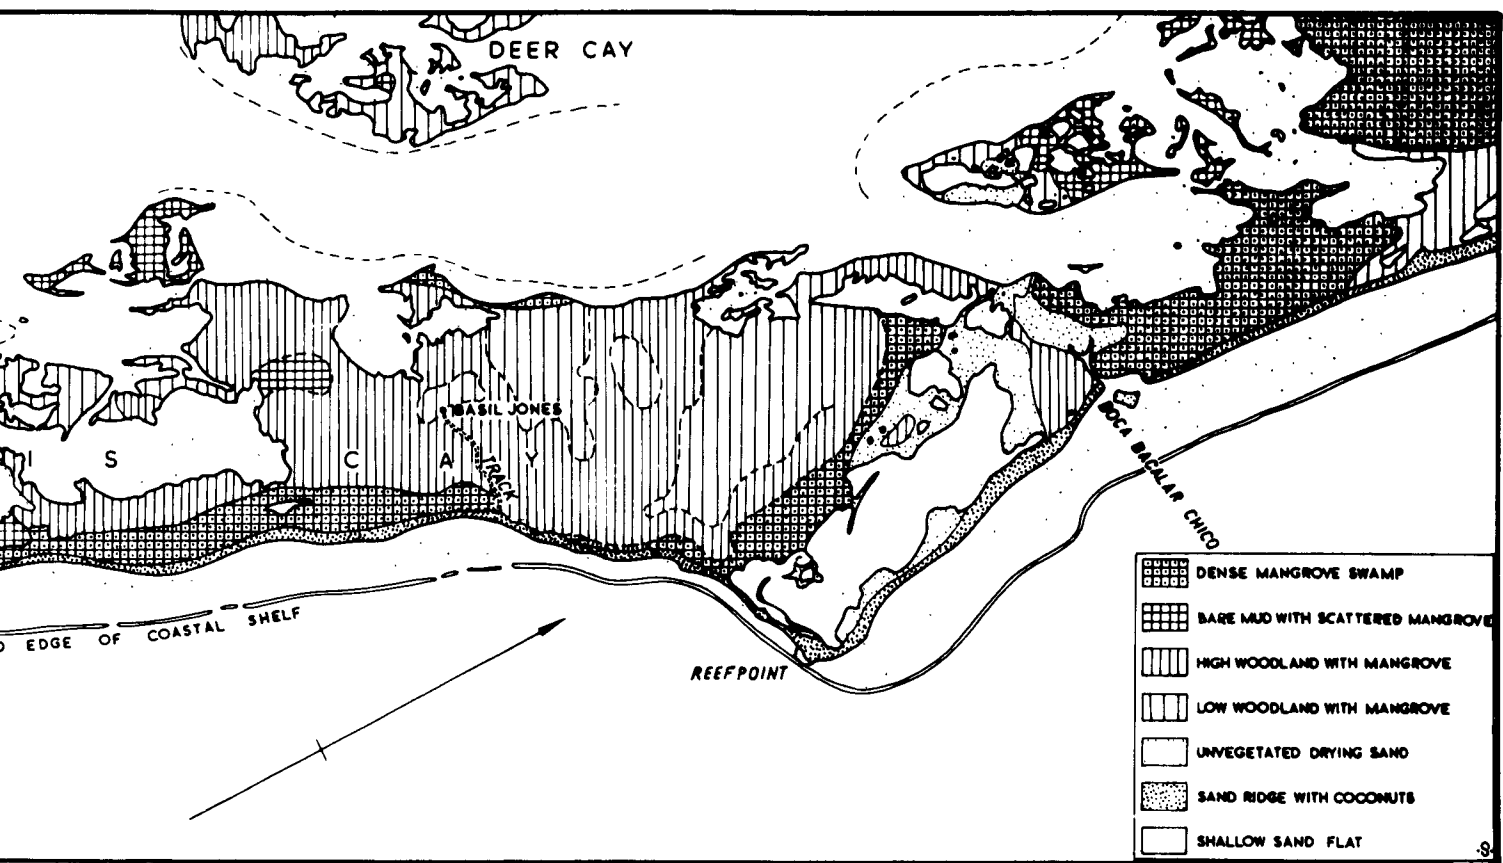 DEER CAY
BASIL JONES
I S C A Y
TRACK
BOCA BACALAR CHICO
EDGE OF COASTAL SHELF
REEFPOINT
DENSE MANGROVE SWAMP
BARE MUD WITH SCATTERED MANGROVE
HIGH WOODLAND WITH MANGROVE
LOW WOODLAND WITH MANGROVE
UNVEGETATED DRYING SAND
SAND RIDGE WITH COCONUTS
SHALLOW SAND FLAT